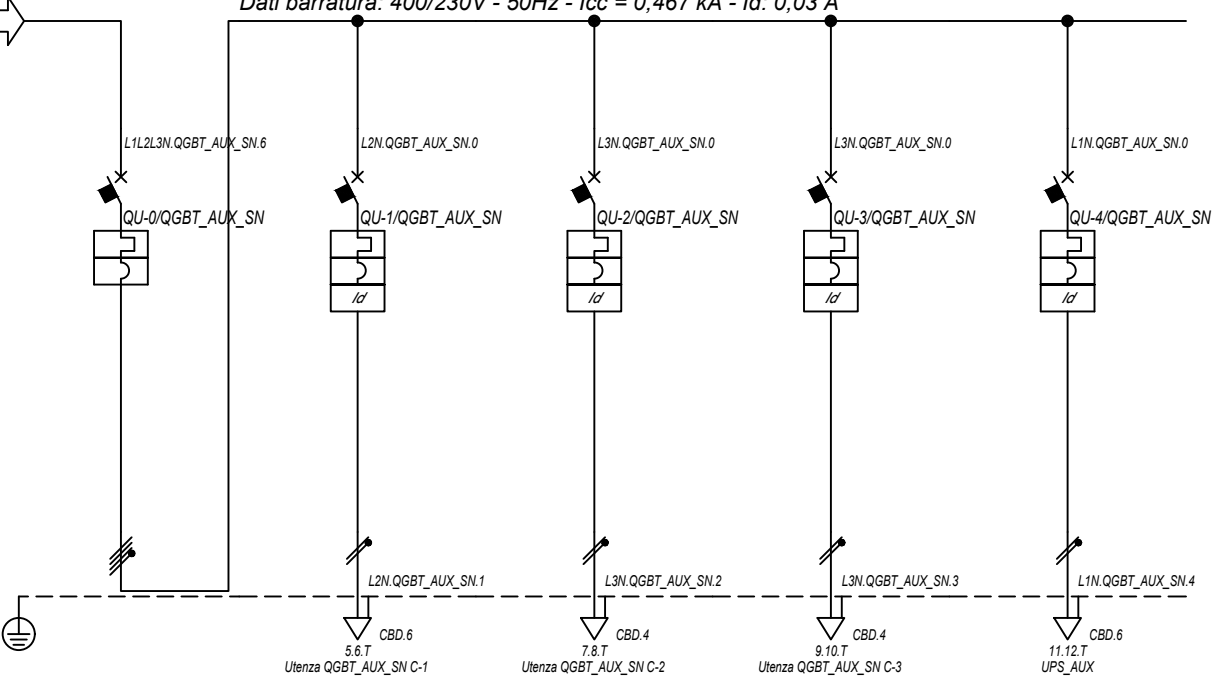 Dati barratura: 400/230V - 50Hz - Icc = 0,467 kA - Id: 0,03 A
L1L2L3N.QGBT_AUX_SN.6
L2N.QGBT_AUX_SN.0
L3N.QGBT_AUX_SN.0
L3N.QGBT_AUX_SN.0
L1N.QGBT_AUX_SN.0
QU-0/QGBT_AUX_SN
QU-1/QGBT_AUX_SN
QU-2/QGBT_AUX_SN
QU-3/QGBT_AUX_SN
QU-4/QGBT_AUX_SN
Id
Id
Id
Id
L2N.QGBT_AUX_SN.1
L3N.QGBT_AUX_SN.2
L3N.QGBT_AUX_SN.3
L1N.QGBT_AUX_SN.4
CBD.6
CBD.4
CBD.4
CBD.6
5.6.T
7.8.T
9.10.T
11.12.T
Utenza QGBT_AUX_SN C-1
Utenza QGBT_AUX_SN C-2
Utenza QGBT_AUX_SN C-3
UPS_AUX